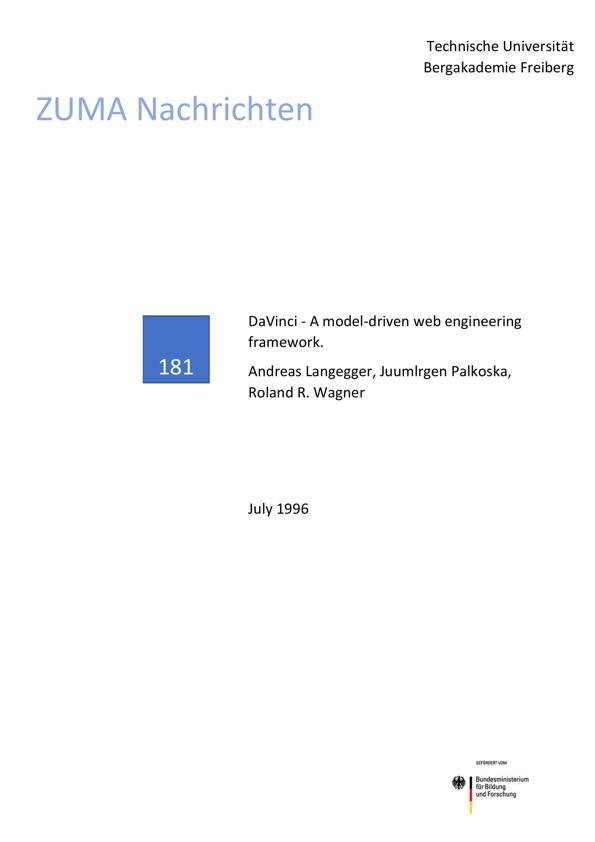 Technische Universität
Bergakademie Freiberg
ZUMA Nachrichten
181
DaVinci - A model-driven web engineering
framework.
Andreas Langegger, Juumlrgen Palkoska,
Roland R. Wagner
July 1996
GEFÖRDERT VOM
Bundesministerium
für Bildung
und Forschung